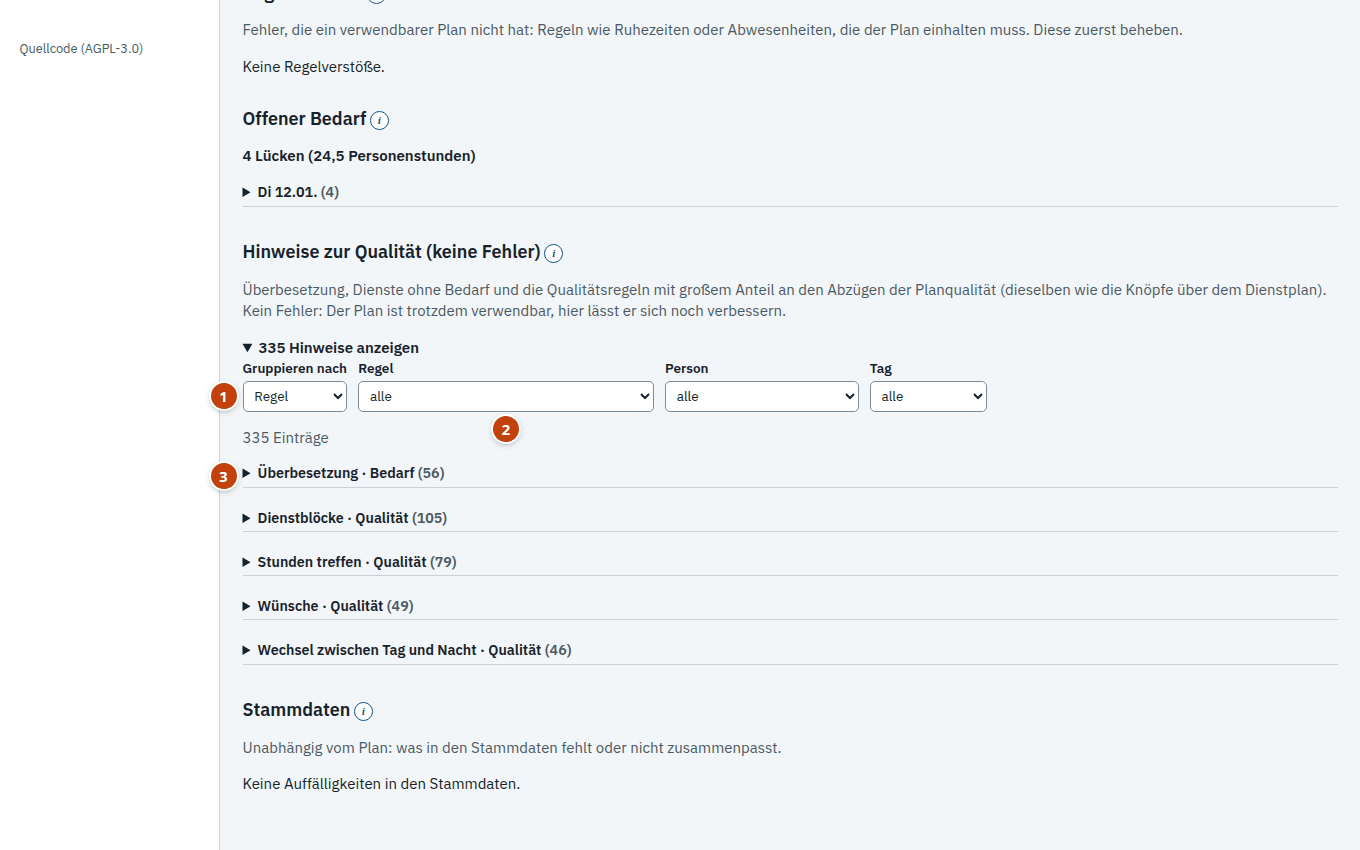 Fehler, die ein verwendbarer Plan nicht hat: Regeln wie Ruhezeiten oder Abwesenheiten, die der Plan einhalten muss. Diese zuerst beheben.
Quellcode (AGPL-3.0)
Keine Regelverstöße.
Offener Bedarf i
4 Lücken (24,5 Personenstunden)
Di 12.01. (4)
Hinweise zur Qualität (keine Fehler) i
Überbesetzung, Dienste ohne Bedarf und die Qualitätsregeln mit großem Anteil an den Abzügen der Planqualität (dieselben wie die Knöpfe über dem Dienstplan).
Kein Fehler: Der Plan ist trotzdem verwendbar, hier lässt er sich noch verbessern.
335 Hinweise anzeigen
Gruppieren nach Regel Person Tag
1 Regel alle alle alle
2
335 Einträge
3 Überbesetzung · Bedarf (56)
Dienstblöcke · Qualität (105)
Stunden treffen · Qualität (79)
Wünsche · Qualität (49)
Wechsel zwischen Tag und Nacht · Qualität (46)
Stammdaten i
Unabhängig vom Plan: was in den Stammdaten fehlt oder nicht zusammenpasst.
Keine Auffälligkeiten in den Stammdaten.